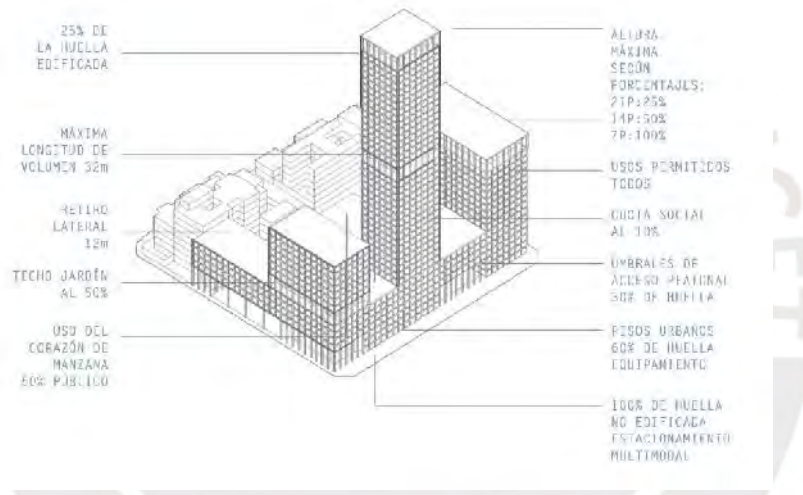 25% DE
LA HUELLA
EDIFICADA
MÁXIMA
LONGITUD DE
VOLUMEN 32m
RETIRO
LATERAL
12m
TECHO JARDÍN
AL 50%
USO DEL
CORAZÓN DE
MANZANA
60% PÚBLICO
ALTURA
MÁXIMA
SEGÚN
PORCENTAJES:
21P:25%
14P:50%
7P:100%
USOS PERMITIDOS
TODOS
CUOTA SOCIAL
AL 10%
UMBRALES DE
ACCESO PEATONAL
30% DE HUELLA
PISOS URBANOS
60% DE HUELLA
EQUIPAMIENTO
100% DE HUELLA
NO EDIFICADA
ESTACIONAMIENTO
MULTIMODAL